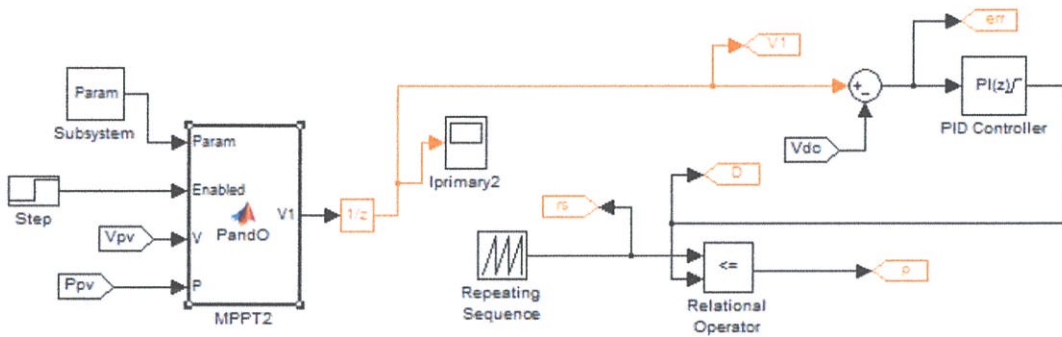 V1
err
Param
Subsystem
+
-
PI(z)
PID Controller
Vdc
Iprimary2
Param
Enabled
PandO
V
P
V1
MPPT2
1/z
Step
Vpv
Ppv
D
rs
Repeating
Sequence
<=
Relational
Operator
p